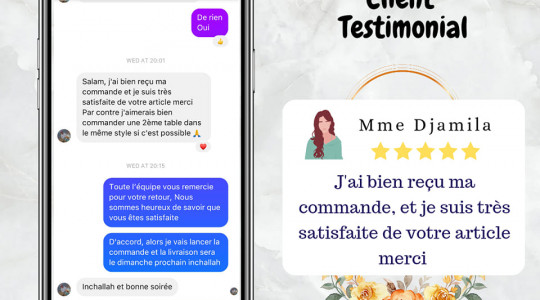 De rien
Oui
WED AT 20:01
Salam, j'ai bien reçu ma
commande et je suis très
satisfaite de votre article merci
Par contre j'aimerais bien
commander une 2ème table dans
le même style si c'est possible 🙏
WED AT 20:15
Toute l'équipe vous remercie
pour votre retour, Nous
sommes heureux de savoir que
vous êtes satisfaite
D'accord, alors je vais lancer la
commande et la livraison sera
le dimanche prochain inchallah
Inchallah et bonne soirée
Client
Testimonial
Mme Djamila
J'ai bien reçu ma
commande, et je suis très
satisfaite de votre article
merci